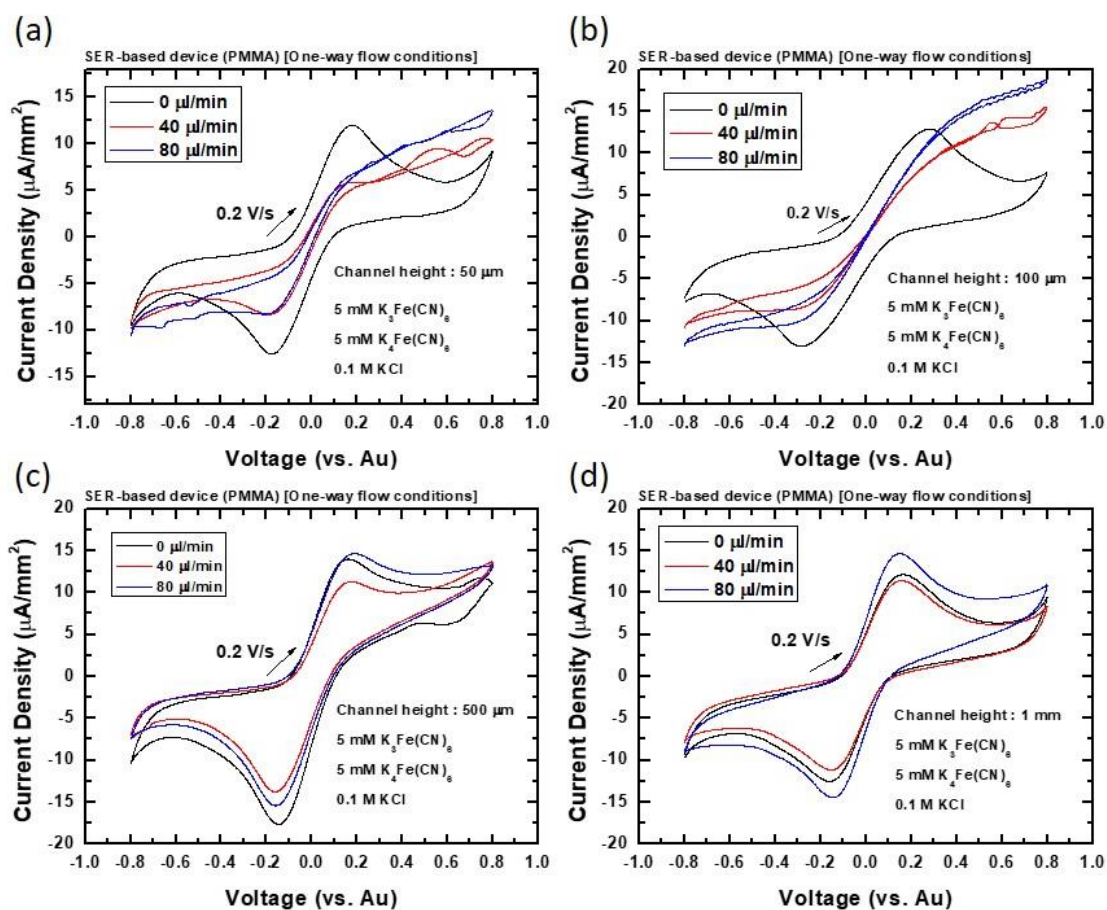 (a)
SER-based device (PMMA) [One-way flow conditions]
Current Density (μA/mm²)
15
10
5
0
-5
-10
-15
0 μl/min
40 μl/min
80 μl/min
0.2 V/s
Channel height : 50 μm
5 mM K₃Fe(CN)₆
5 mM K₄Fe(CN)₆
0.1 M KCl
-1.0 -0.8 -0.6 -0.4 -0.2 0.0 0.2 0.4 0.6 0.8 1.0
Voltage (vs. Au)
(b)
SER-based device (PMMA) [One-way flow conditions]
Current Density (μA/mm²)
20
15
10
5
0
-5
-10
-15
-20
0 μl/min
40 μl/min
80 μl/min
0.2 V/s
Channel height : 100 μm
5 mM K₃Fe(CN)₆
5 mM K₄Fe(CN)₆
0.1 M KCl
-1.0 -0.8 -0.6 -0.4 -0.2 0.0 0.2 0.4 0.6 0.8 1.0
Voltage (vs. Au)
(c)
SER-based device (PMMA) [One-way flow conditions]
Current Density (μA/mm²)
20
15
10
5
0
-5
-10
-15
-20
0 μl/min
40 μl/min
80 μl/min
0.2 V/s
Channel height : 500 μm
5 mM K₃Fe(CN)₆
5 mM K₄Fe(CN)₆
0.1 M KCl
-1.0 -0.8 -0.6 -0.4 -0.2 0.0 0.2 0.4 0.6 0.8 1.0
Voltage (vs. Au)
(d)
SER-based device (PMMA) [One-way flow conditions]
Current Density (μA/mm²)
20
15
10
5
0
-5
-10
-15
-20
0 μl/min
40 μl/min
80 μl/min
0.2 V/s
Channel height : 1 mm
5 mM K₃Fe(CN)₆
5 mM K₄Fe(CN)₆
0.1 M KCl
-1.0 -0.8 -0.6 -0.4 -0.2 0.0 0.2 0.4 0.6 0.8 1.0
Voltage (vs. Au)